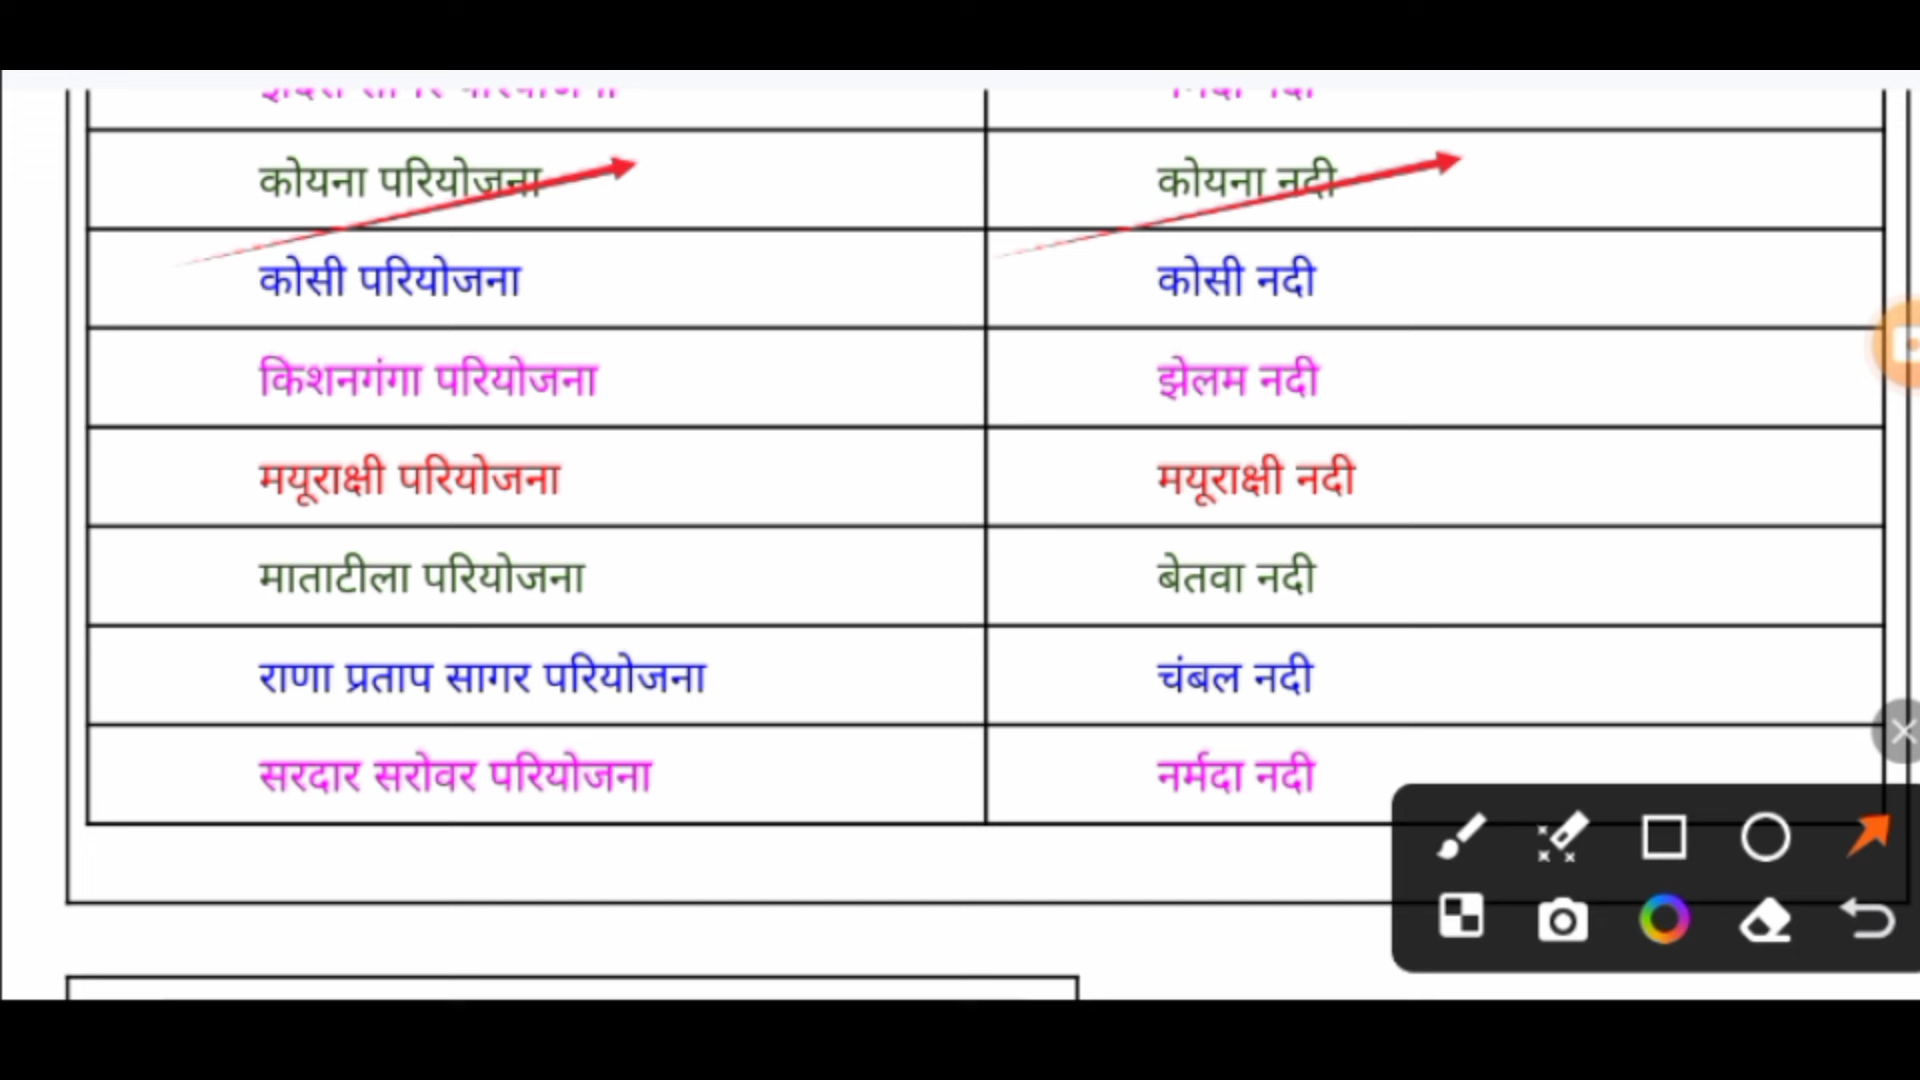 कोयना परियोजना कोयना नदी
कोसी परियोजना कोसी नदी
किशनगंगा परियोजना झेलम नदी
मयूराक्षी परियोजना मयूराक्षी नदी
माताटीला परियोजना बेतवा नदी
राणा प्रताप सागर परियोजना चंबल नदी
सरदार सरोवर परियोजना नर्मदा नदी